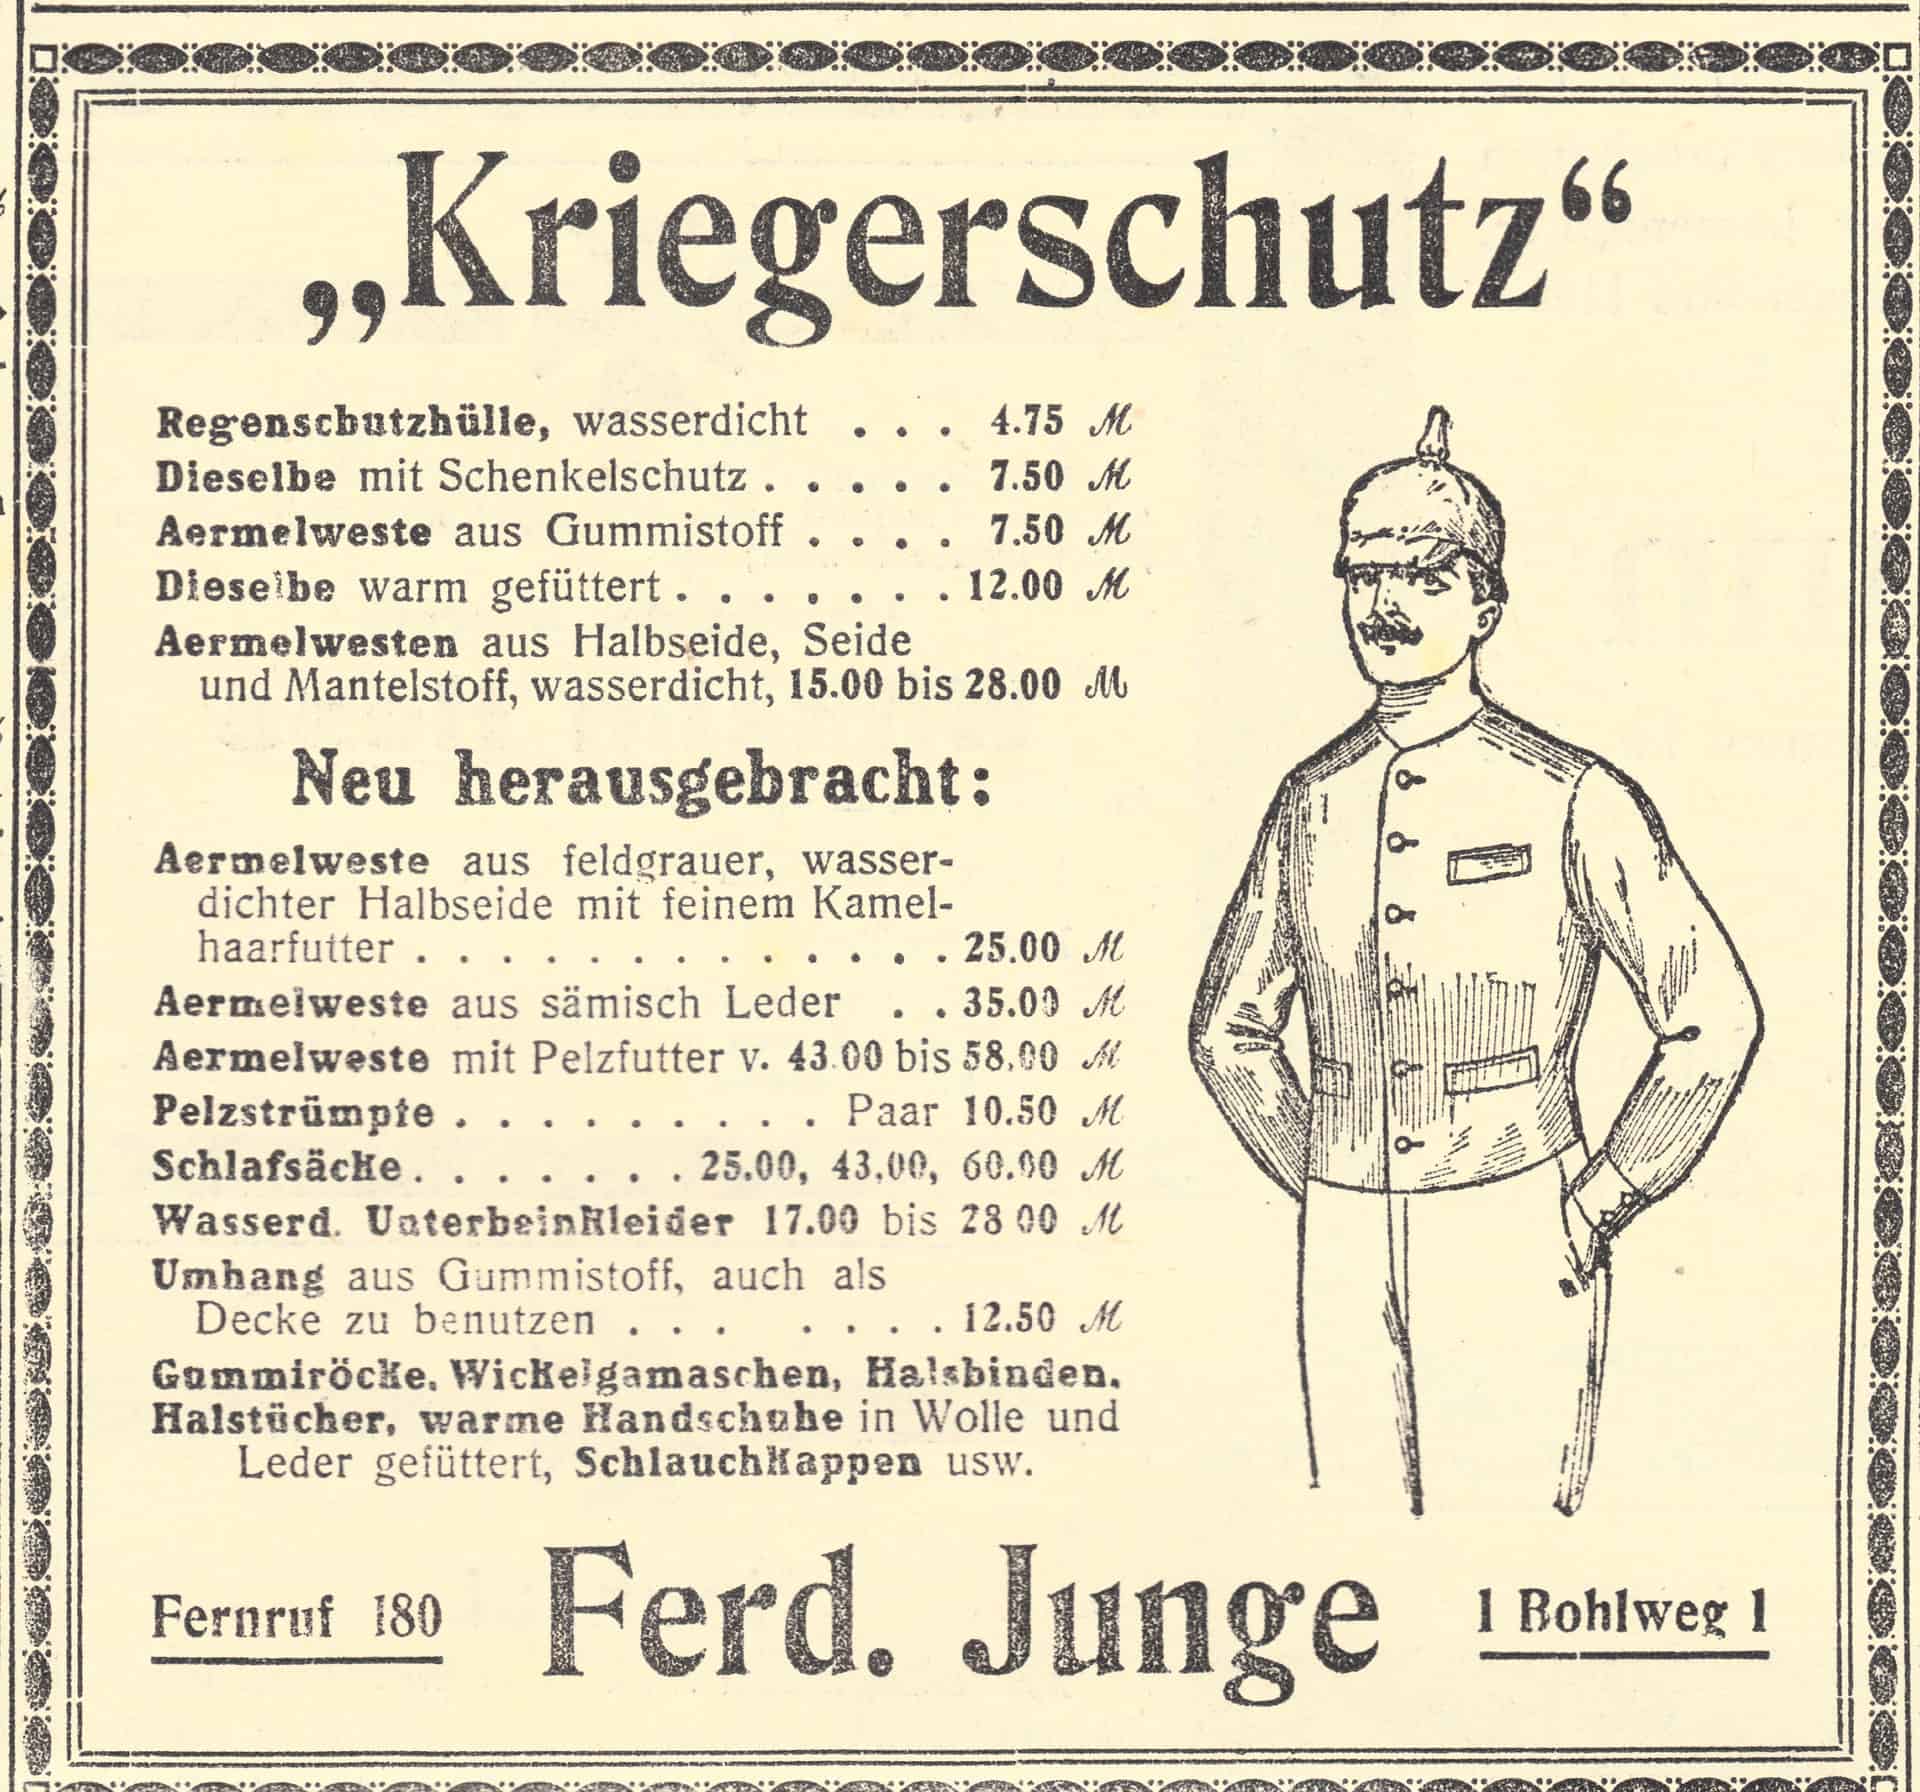 „Kriegerschutz“
Regenschutzhülle, wasserdicht . . . 4.75 ℳ
Dieselbe mit Schenkelschutz . . . . . 7.50 ℳ
Aermelweste aus Gummistoff . . . . 7.50 ℳ
Dieselbe warm gefüttert . . . . . . . 12.00 ℳ
Aermelwesten aus Halbseide, Seide
und Mantelstoff, wasserdicht, 15.00 bis 28.00 ℳ
Neu herausgebracht:
Aermelweste aus feldgrauer, wasser-
dichter Halbseide mit feinem Kamel-
haarfutter . . . . . . . . . . . . . 25.00 ℳ
Aermelweste aus sämisch Leder . . 35.00 ℳ
Aermelweste mit Pelzfutter v. 43.00 bis 58.00 ℳ
Pelzstrümpfe . . . . . . . . . Paar 10.50 ℳ
Schlafsäcke . . . . . . . 25.00, 43.00, 60.00 ℳ
Wasserd. Unterbeinkleider 17.00 bis 28 00 ℳ
Umhang aus Gummistoff, auch als
Decke zu benutzen . . . . . . . 12.50 ℳ
Gummiröcke, Wickelgamaschen, Halsbinden,
Halstücher, warme Handschuhe in Wolle und
Leder gefüttert, Schlauchkappen usw.
Fernruf 180 Ferd. Junge 1 Bohlweg 1